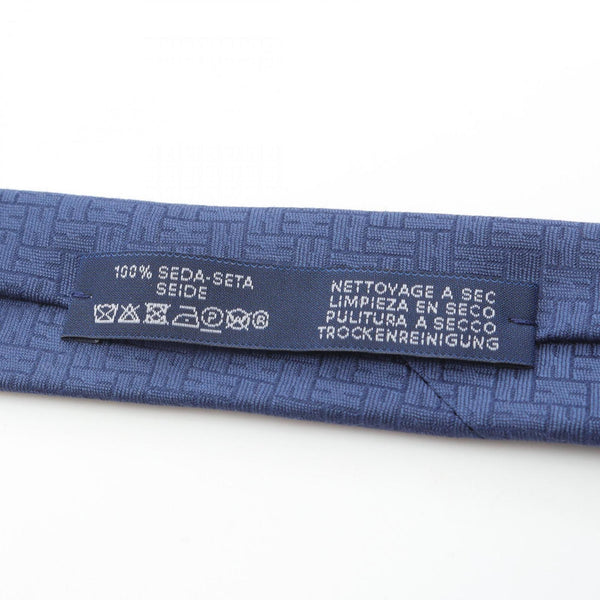 100% SEDA-SETA
SEIDE
NETTOYAGE A SEC
LIMPIEZA EN SECO
PULITURA A SECCO
TROCKENREINIGUNG